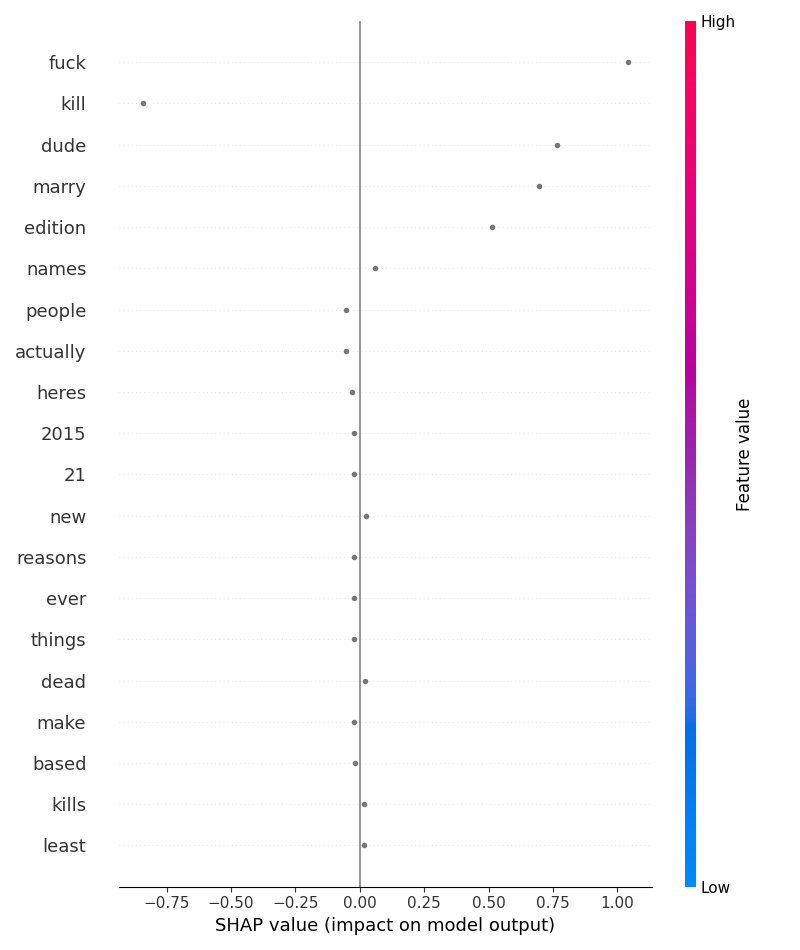 High
fuck
kill
dude
marry
edition
names
people
actually
heres
2015
21
new
reasons
ever
things
dead
make
based
kills
least
Feature value
Low
−0.75 −0.50 −0.25 0.00 0.25 0.50 0.75 1.00
SHAP value (impact on model output)